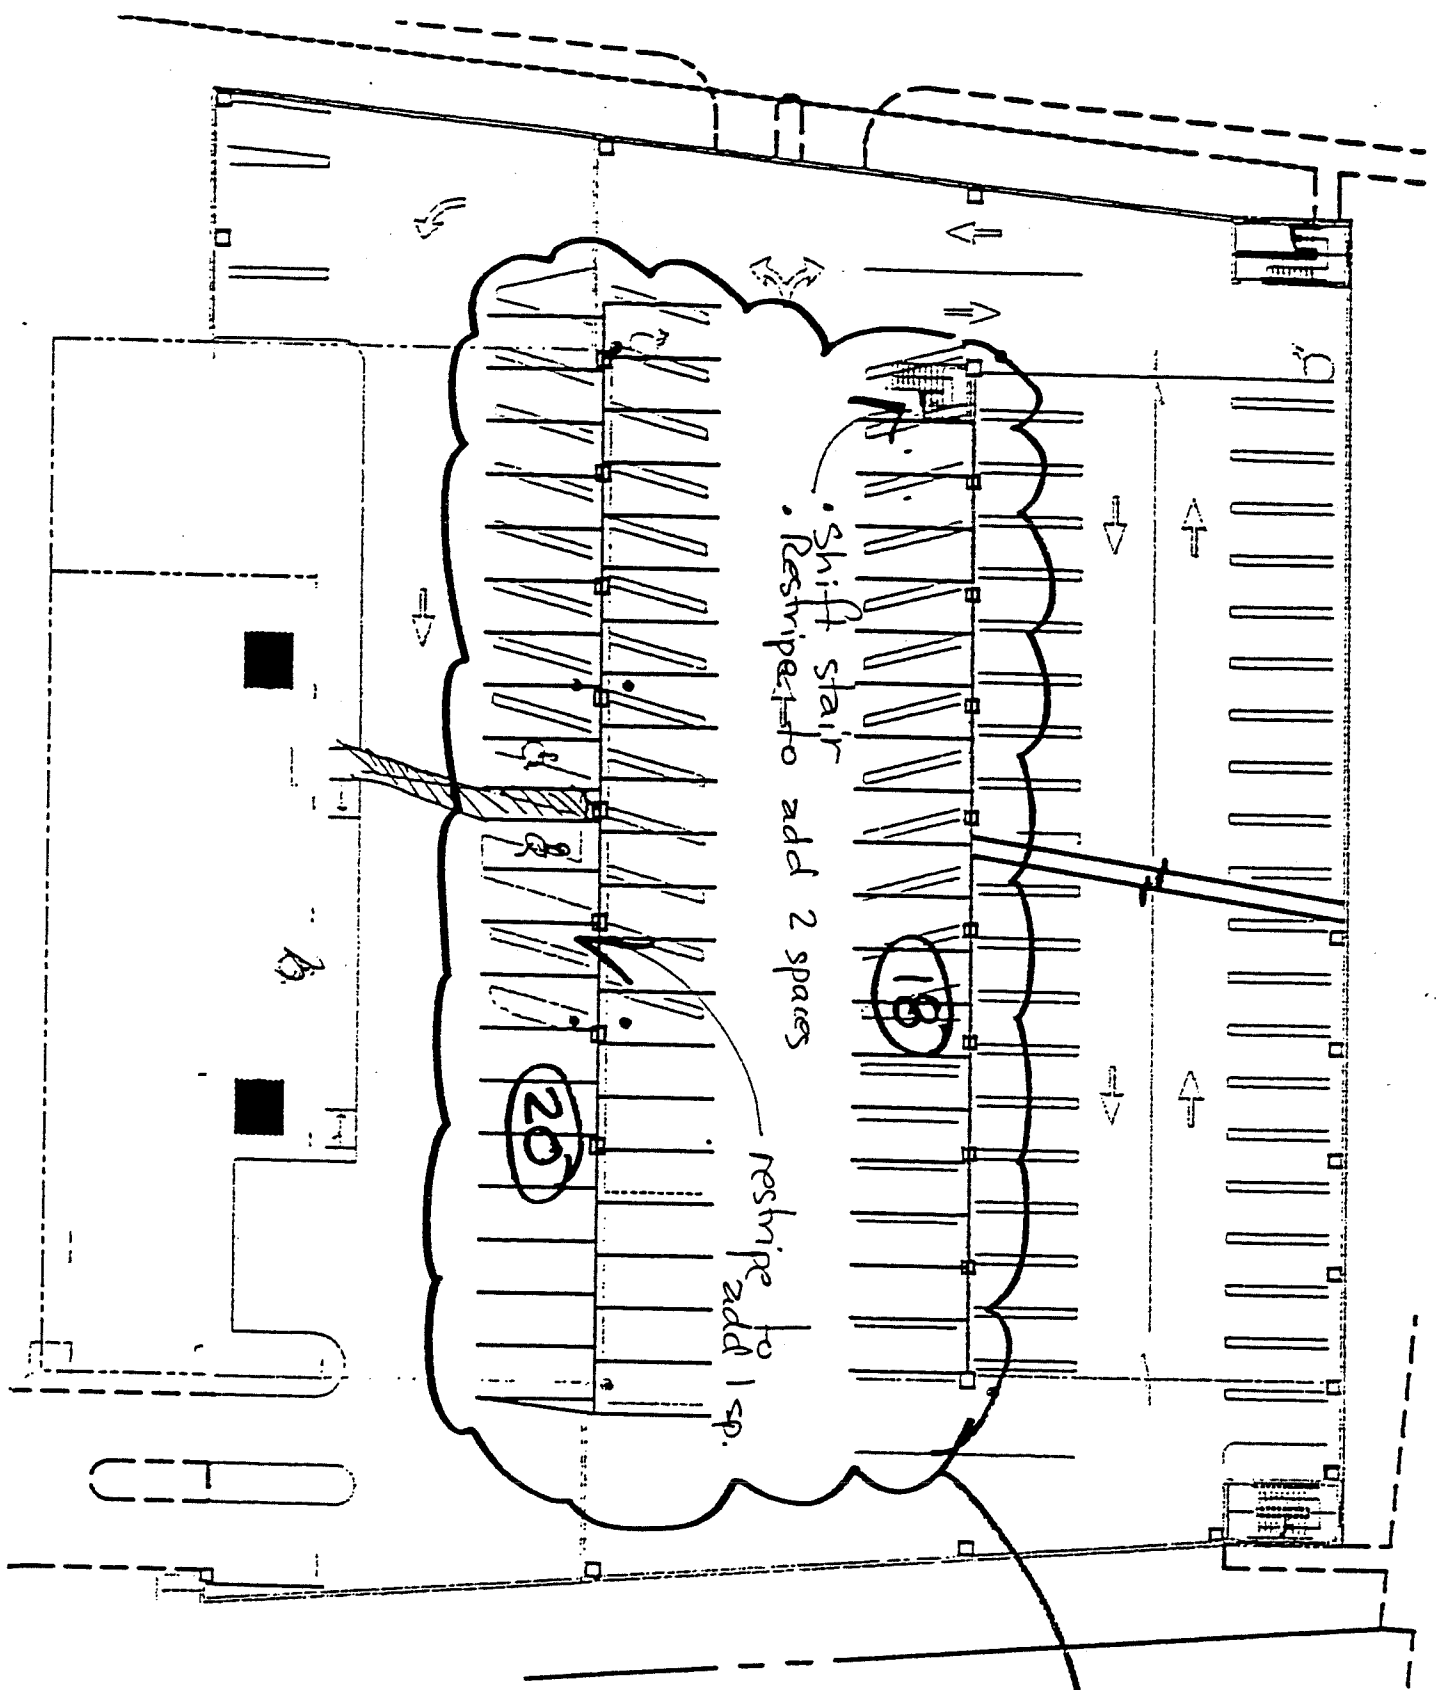 • Shift stair
• Restripe to add 2 spaces
18
restripe to
add 1 sp.
20